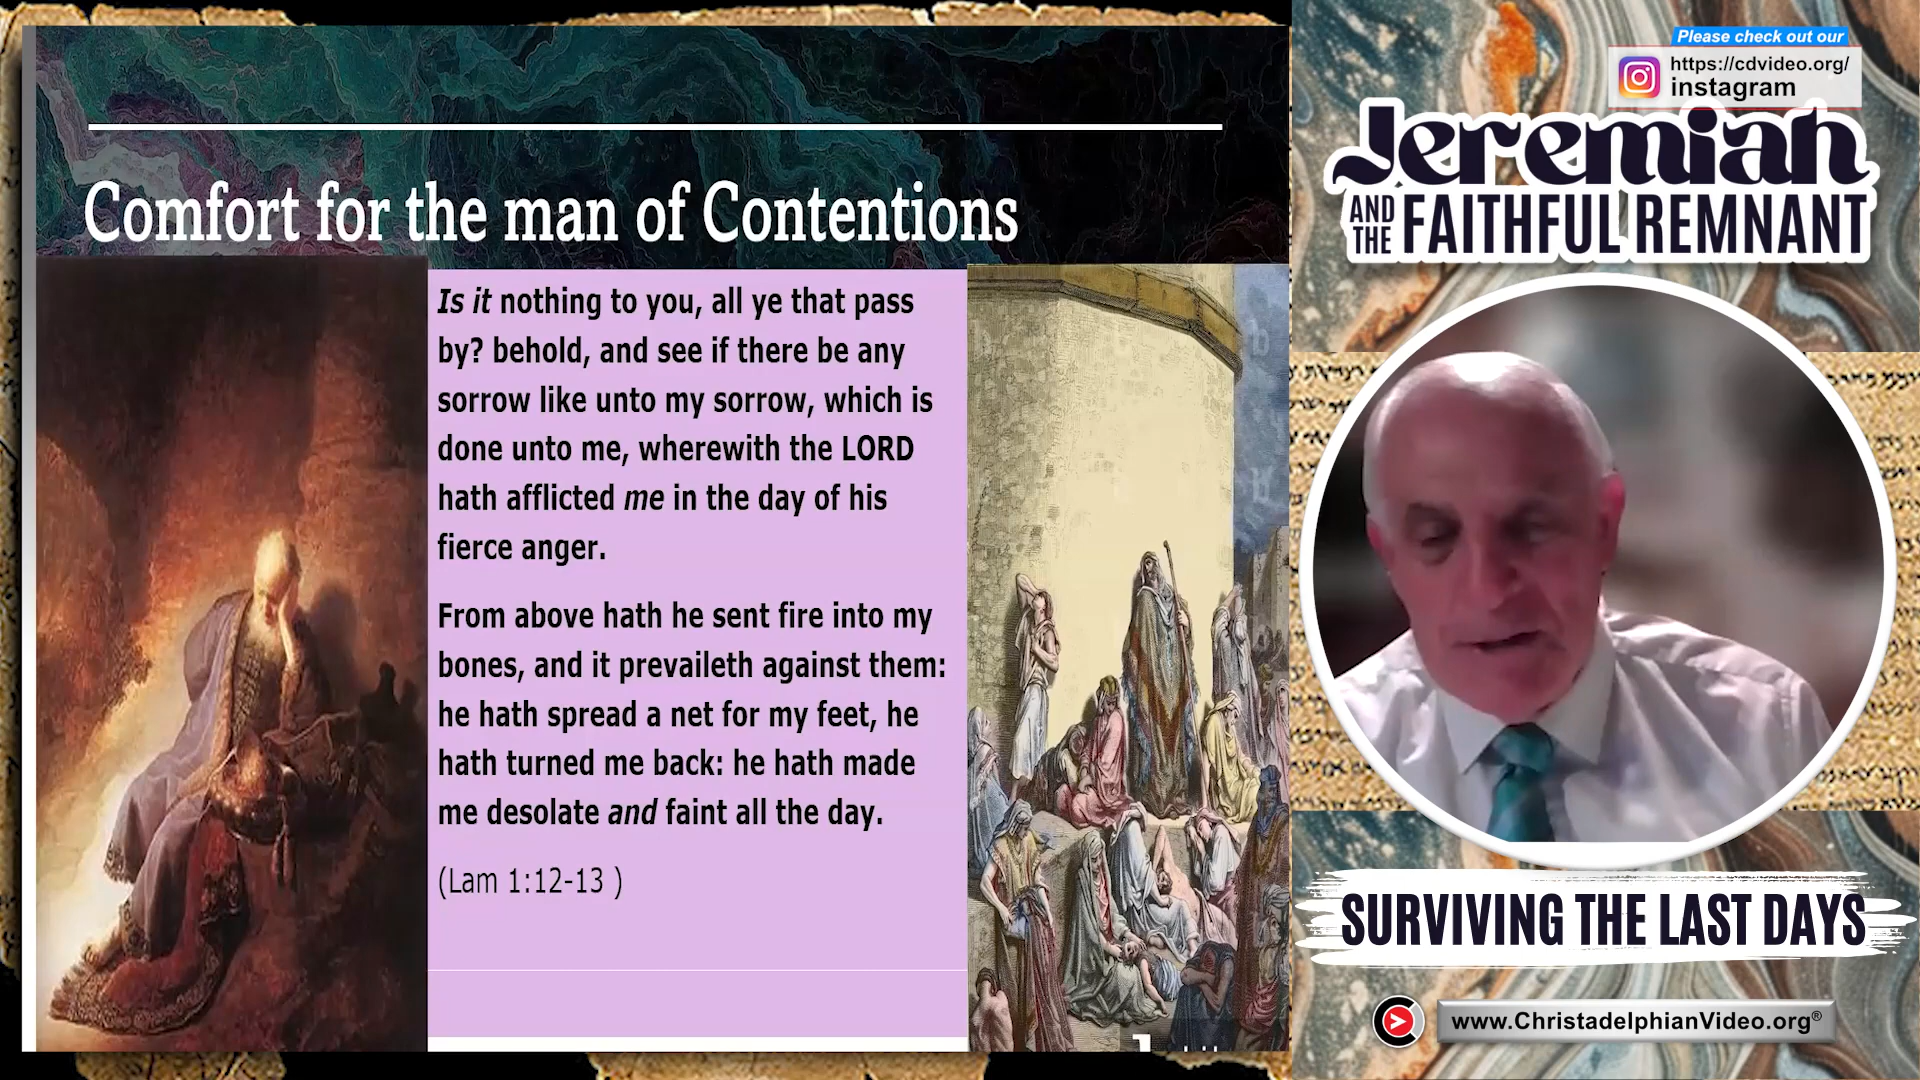 Comfort for the man of Contentions
Is it nothing to you, all ye that pass
by? behold, and see if there be any
sorrow like unto my sorrow, which is
done unto me, wherewith the LORD
hath afflicted me in the day of his
fierce anger.
From above hath he sent fire into my
bones, and it prevaileth against them:
he hath spread a net for my feet, he
hath turned me back: he hath made
me desolate and faint all the day.
(Lam 1:12-13 )
Please check out our
https://cdvideo.org/
instagram
Jeremiah
AND THE FAITHFUL REMNANT
SURVIVING THE LAST DAYS
www.ChristadelphianVideo.org®